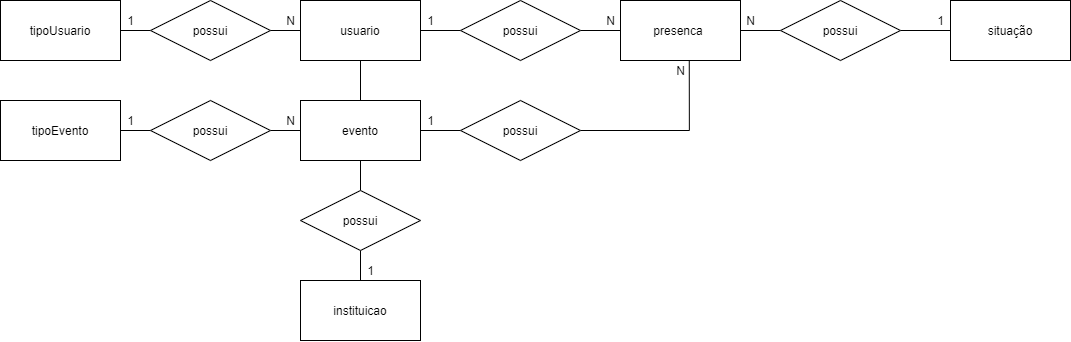 tipoUsuario 1 possui N usuario 1 possui N presenca N possui 1 situação
N
tipoEvento 1 possui N evento 1 possui
possui
1
instituicao